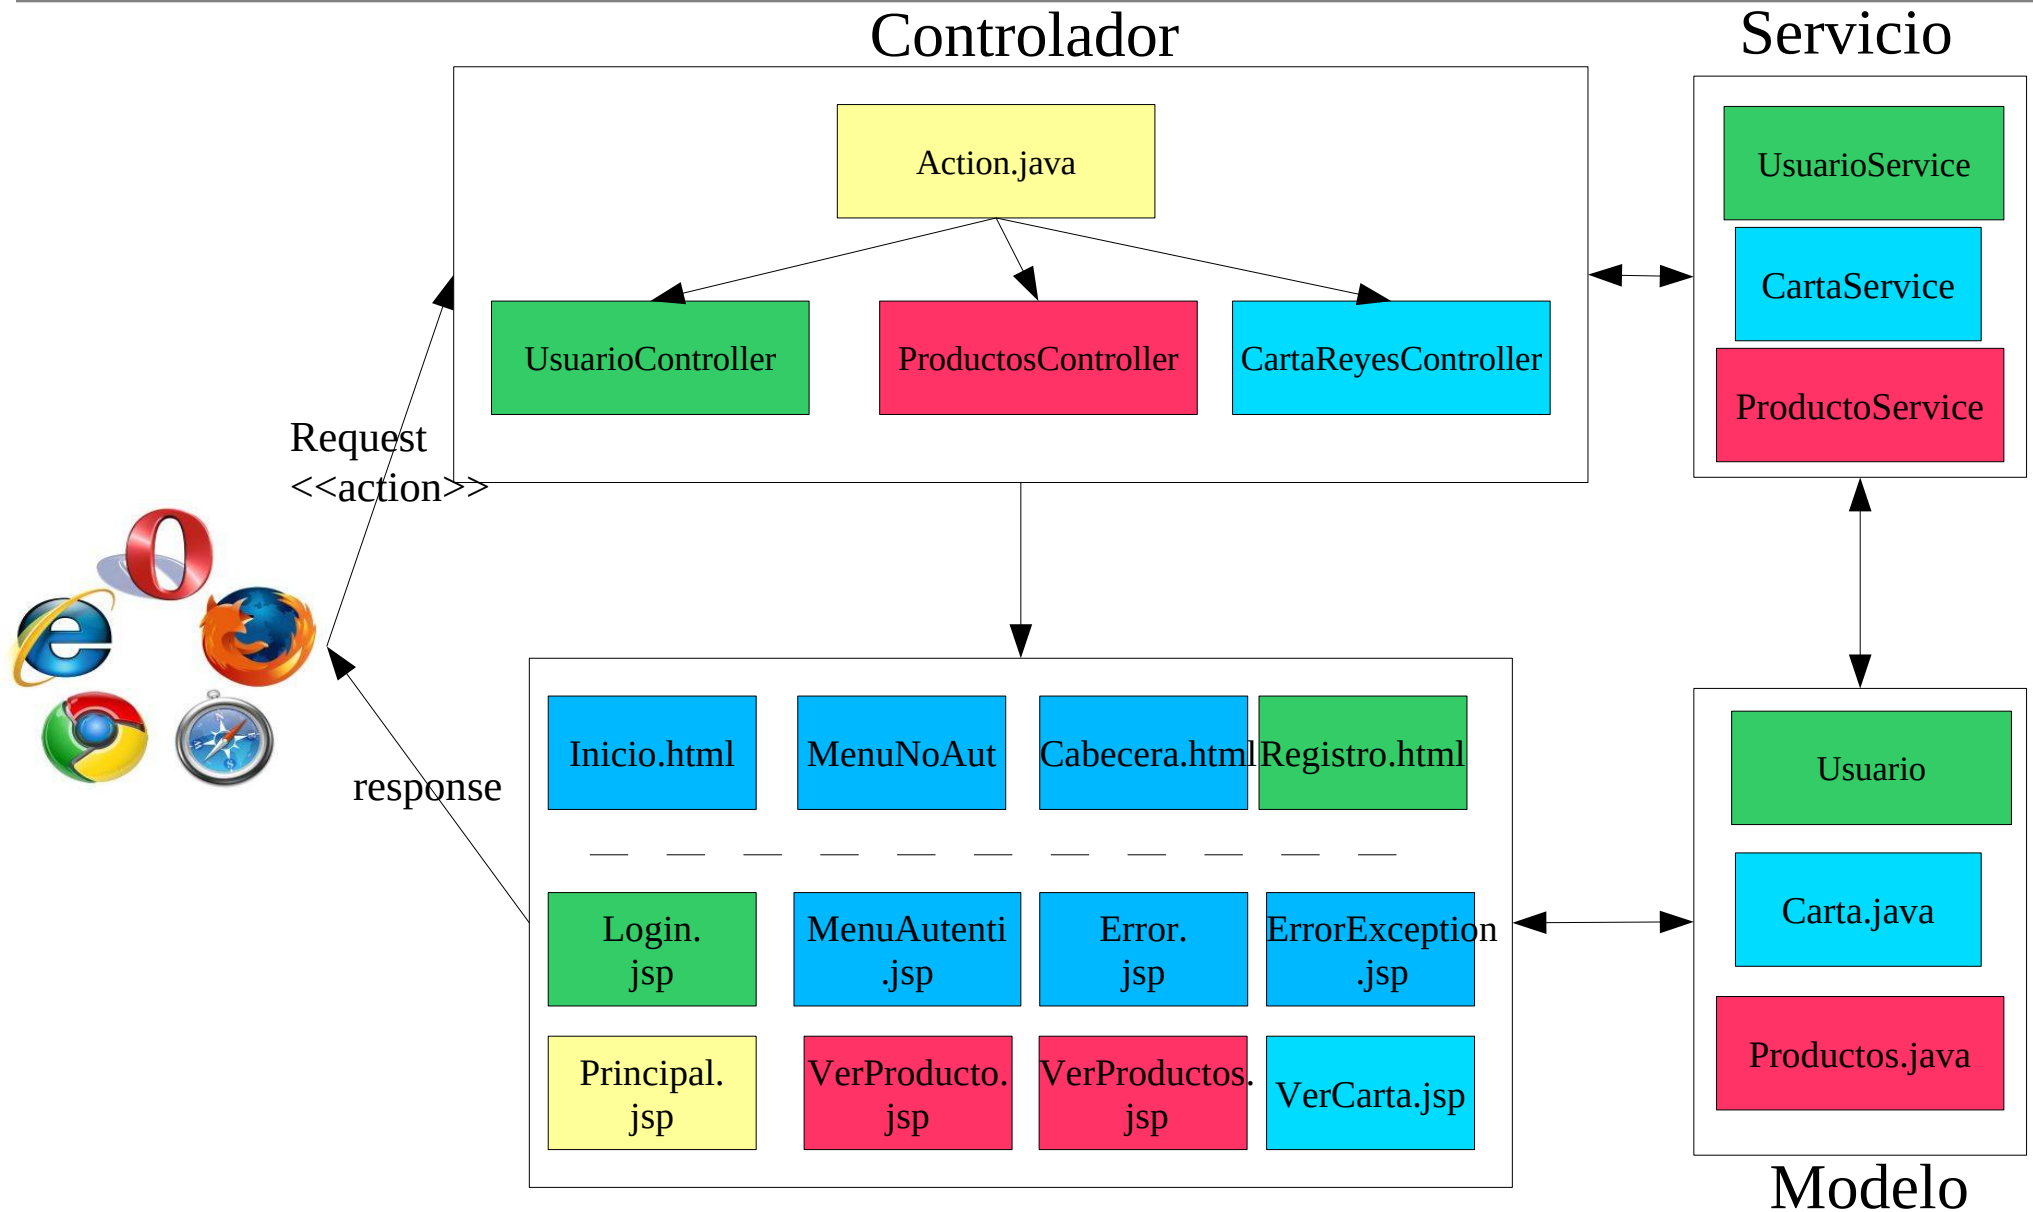 Controlador
Servicio
Action.java
UsuarioController
ProductosController
CartaReyesController
UsuarioService
CartaService
ProductoService
Request
<<action>>
response
Inicio.html
MenuNoAut
Cabecera.html
Registro.html
Login.
jsp
MenuAutenti
.jsp
Error.
jsp
ErrorException
.jsp
Principal.
jsp
VerProducto.
jsp
VerProductos.
jsp
VerCarta.jsp
Usuario
Carta.java
Productos.java
Modelo